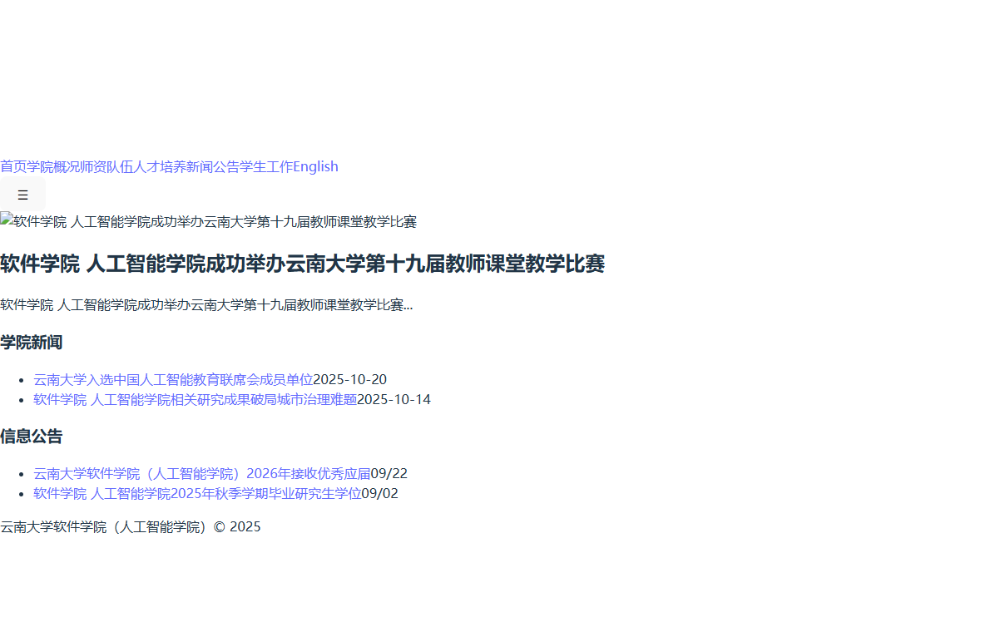 首页学院概况师资队伍人才培养新闻公告学生工作English
☰
软件学院 人工智能学院成功举办云南大学第十九届教师课堂教学比赛
软件学院 人工智能学院成功举办云南大学第十九届教师课堂教学比赛
软件学院 人工智能学院成功举办云南大学第十九届教师课堂教学比赛...
学院新闻
云南大学入选中国人工智能教育联席会成员单位2025-10-20
软件学院 人工智能学院相关研究成果破局城市治理难题2025-10-14
信息公告
云南大学软件学院（人工智能学院）2026年接收优秀应届09/22
软件学院 人工智能学院2025年秋季学期毕业研究生学位09/02
云南大学软件学院（人工智能学院）© 2025